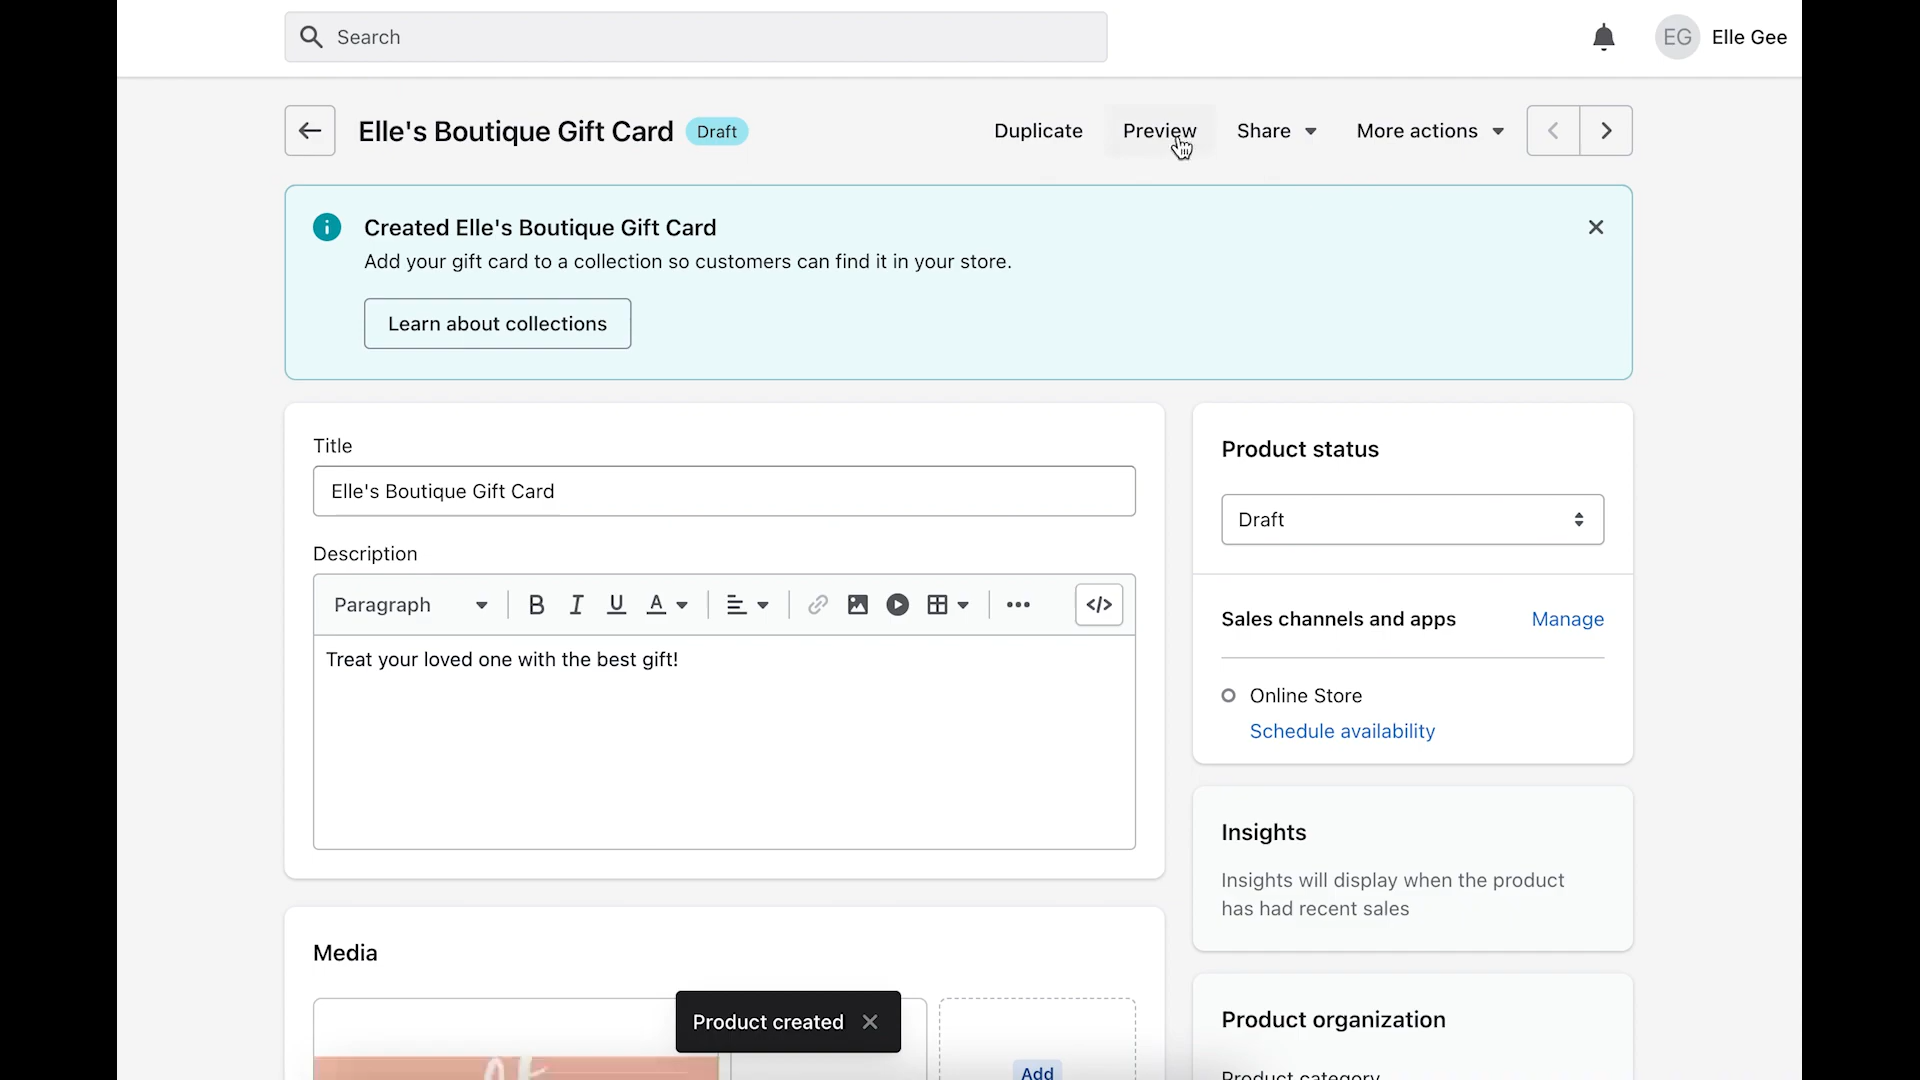 Search
EG Elle Gee
Elle's Boutique Gift Card Draft Duplicate Preview Share More actions
Created Elle's Boutique Gift Card
Add your gift card to a collection so customers can find it in your store.
Learn about collections
Title
Elle's Boutique Gift Card
Description
Paragraph B I U A
Treat your loved one with the best gift!
Media
Product created
Add
Product status
Draft
Sales channels and apps Manage
Online Store
Schedule availability
Insights
Insights will display when the product
has had recent sales
Product organization
Product category